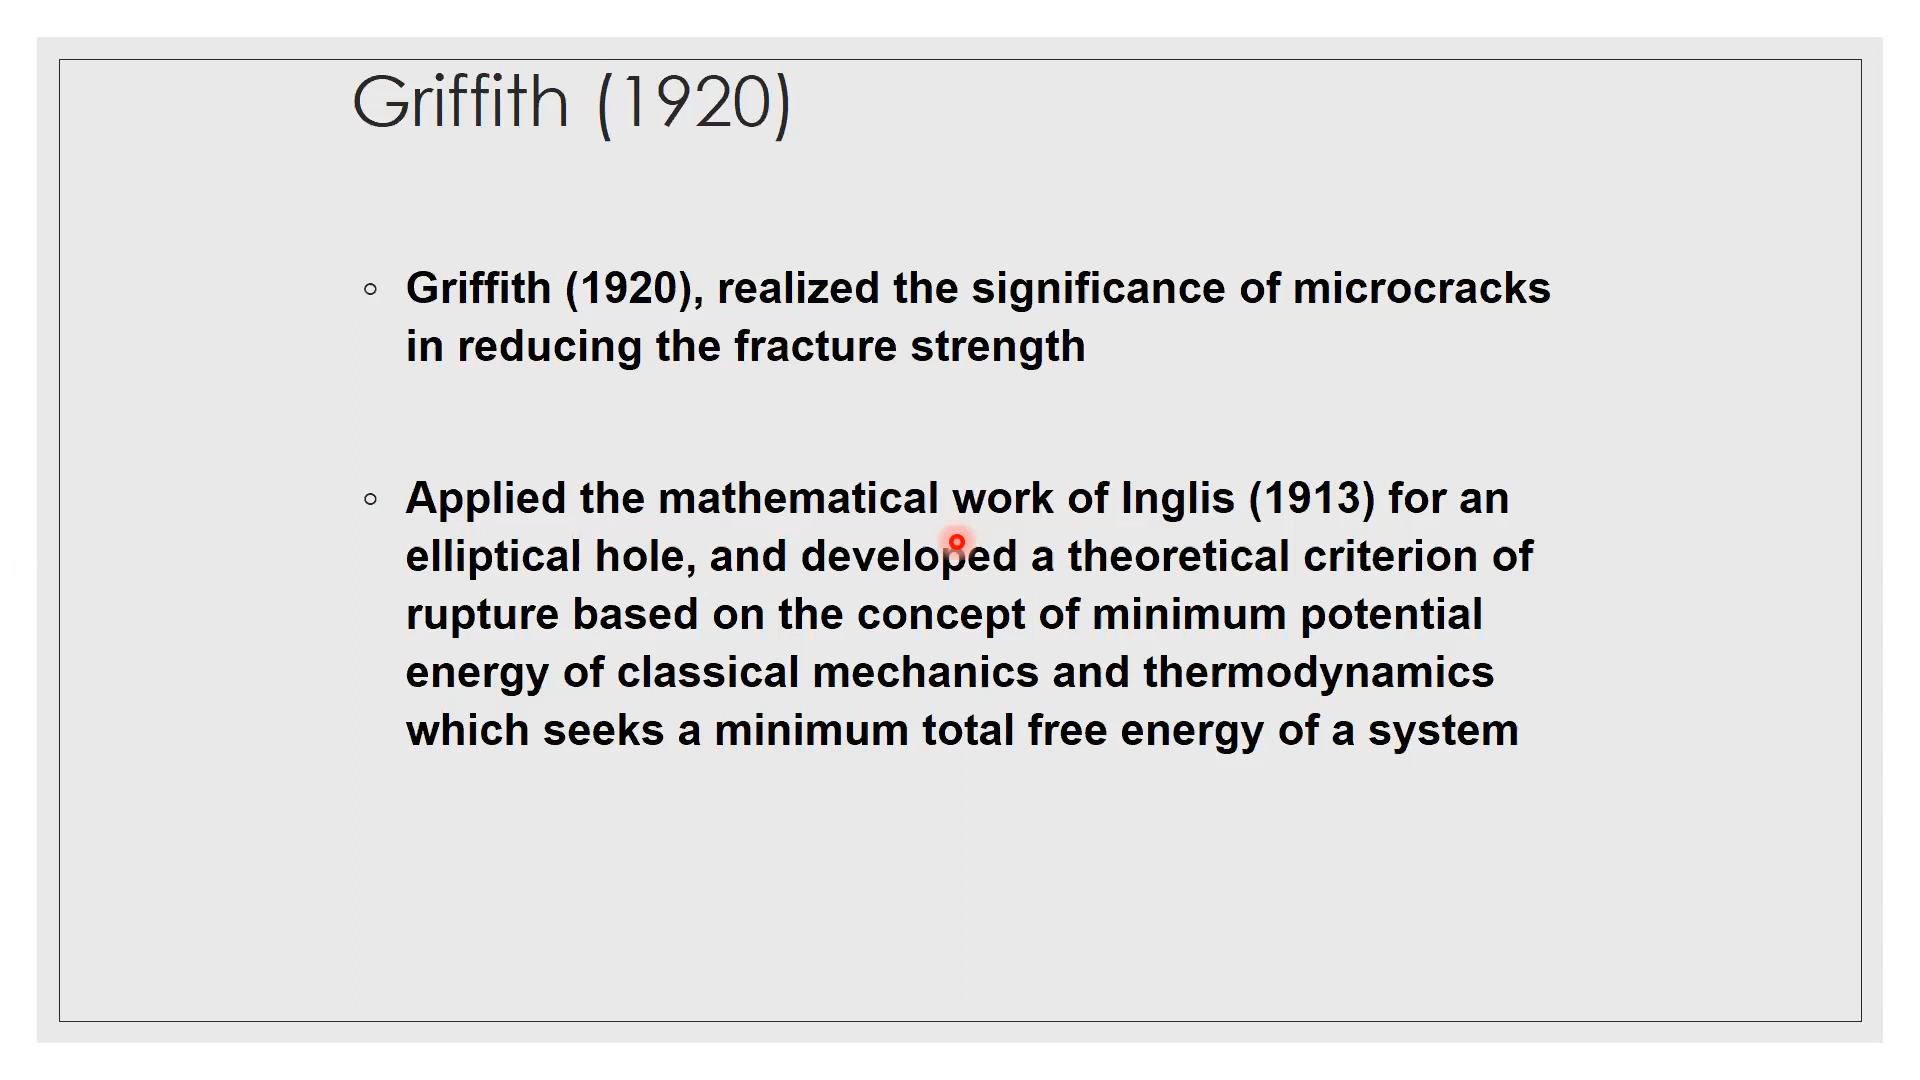 Griffith (1920)
Griffith (1920), realized the significance of microcracks
in reducing the fracture strength
Applied the mathematical work of Inglis (1913) for an
elliptical hole, and developed a theoretical criterion of
rupture based on the concept of minimum potential
energy of classical mechanics and thermodynamics
which seeks a minimum total free energy of a system